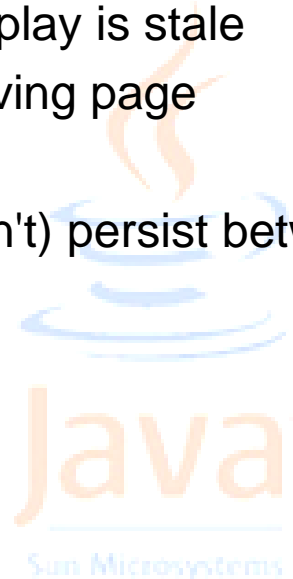 play is stale
ving page
n't) persist betw
Java
Sun Microsystems